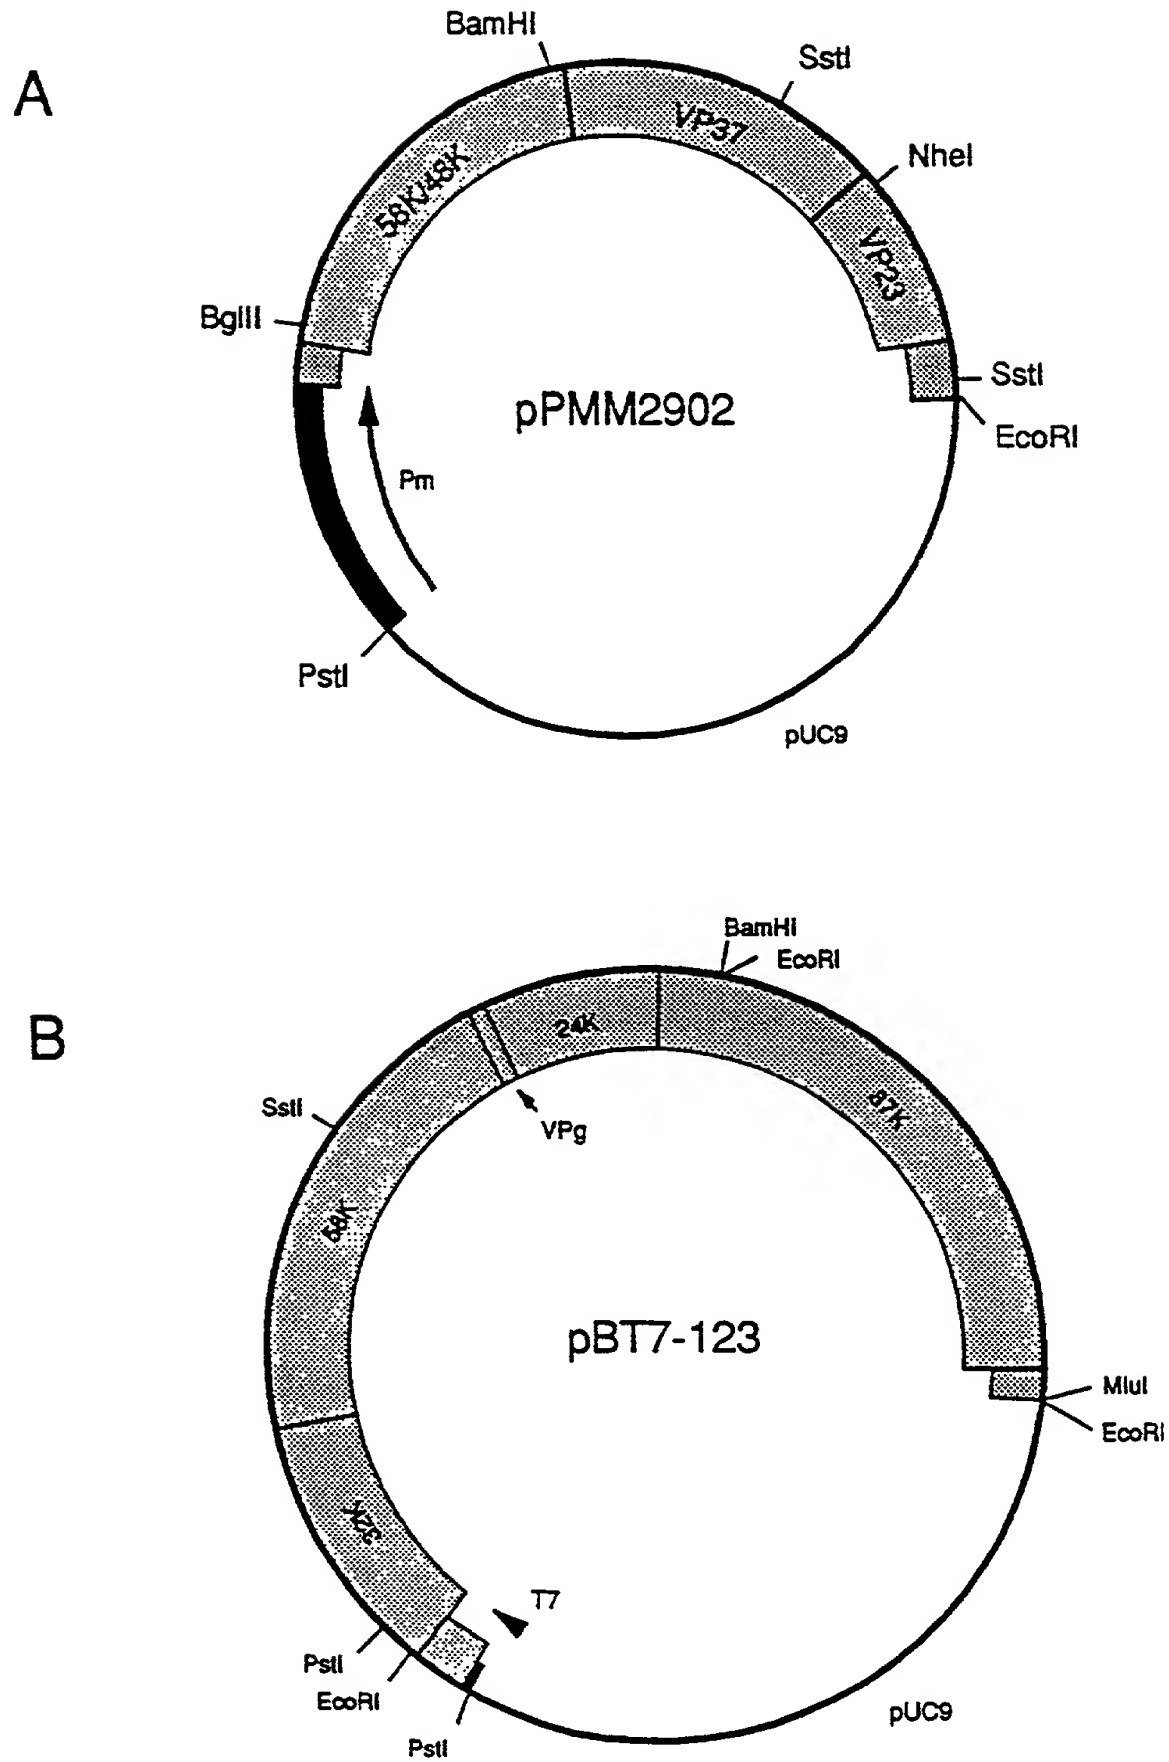 A
BamHI
SstI
VP37
NheI
58K/48K
VP23
BglII
SstI
pPMM2902
EcoRI
Pm
PstI
pUC9
B
BamHI
EcoRI
24K
SstI
87K
VPg
58K
pBT7-123
MluI
EcoRI
32K
T7
PstI
EcoRI
pUC9
PstI